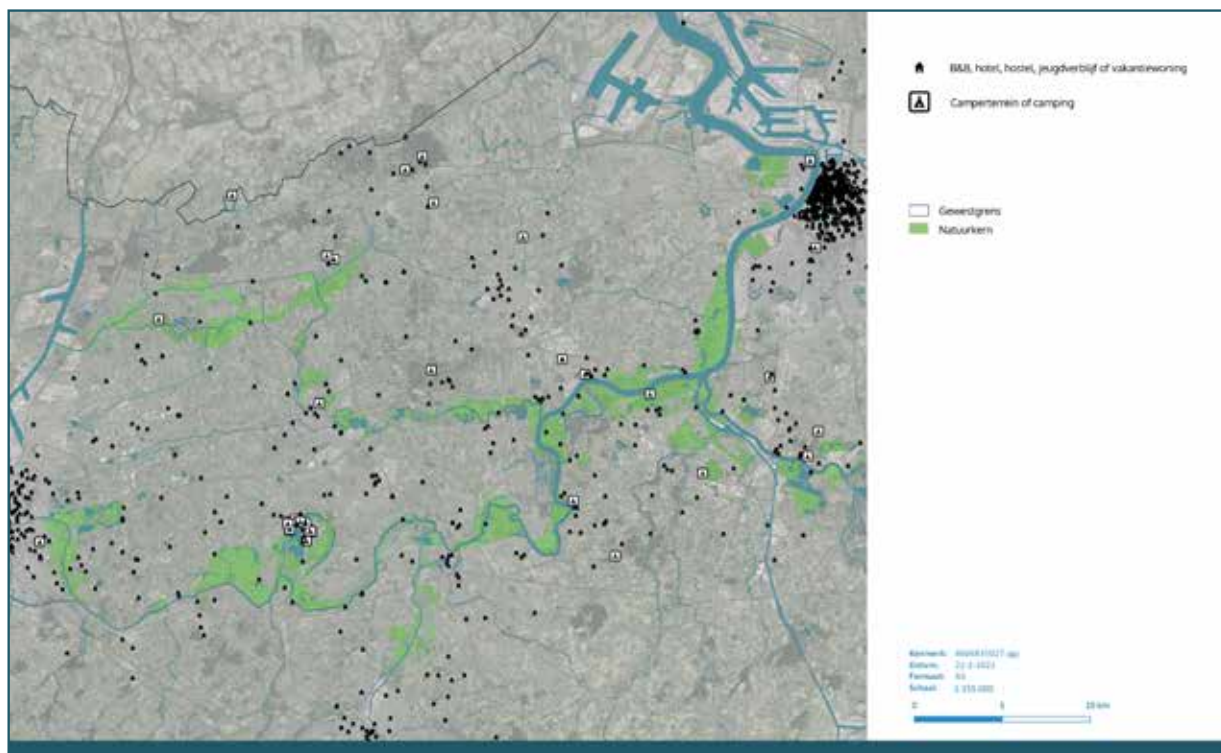 B&B, hotel, hostel, jeugdverblijf of vakantiewoning
Camperterrein of camping
Gewestgrens
Natuurkern
Kenmerk:
Datum:
Formaat:
Schaal:
0 5 10 km